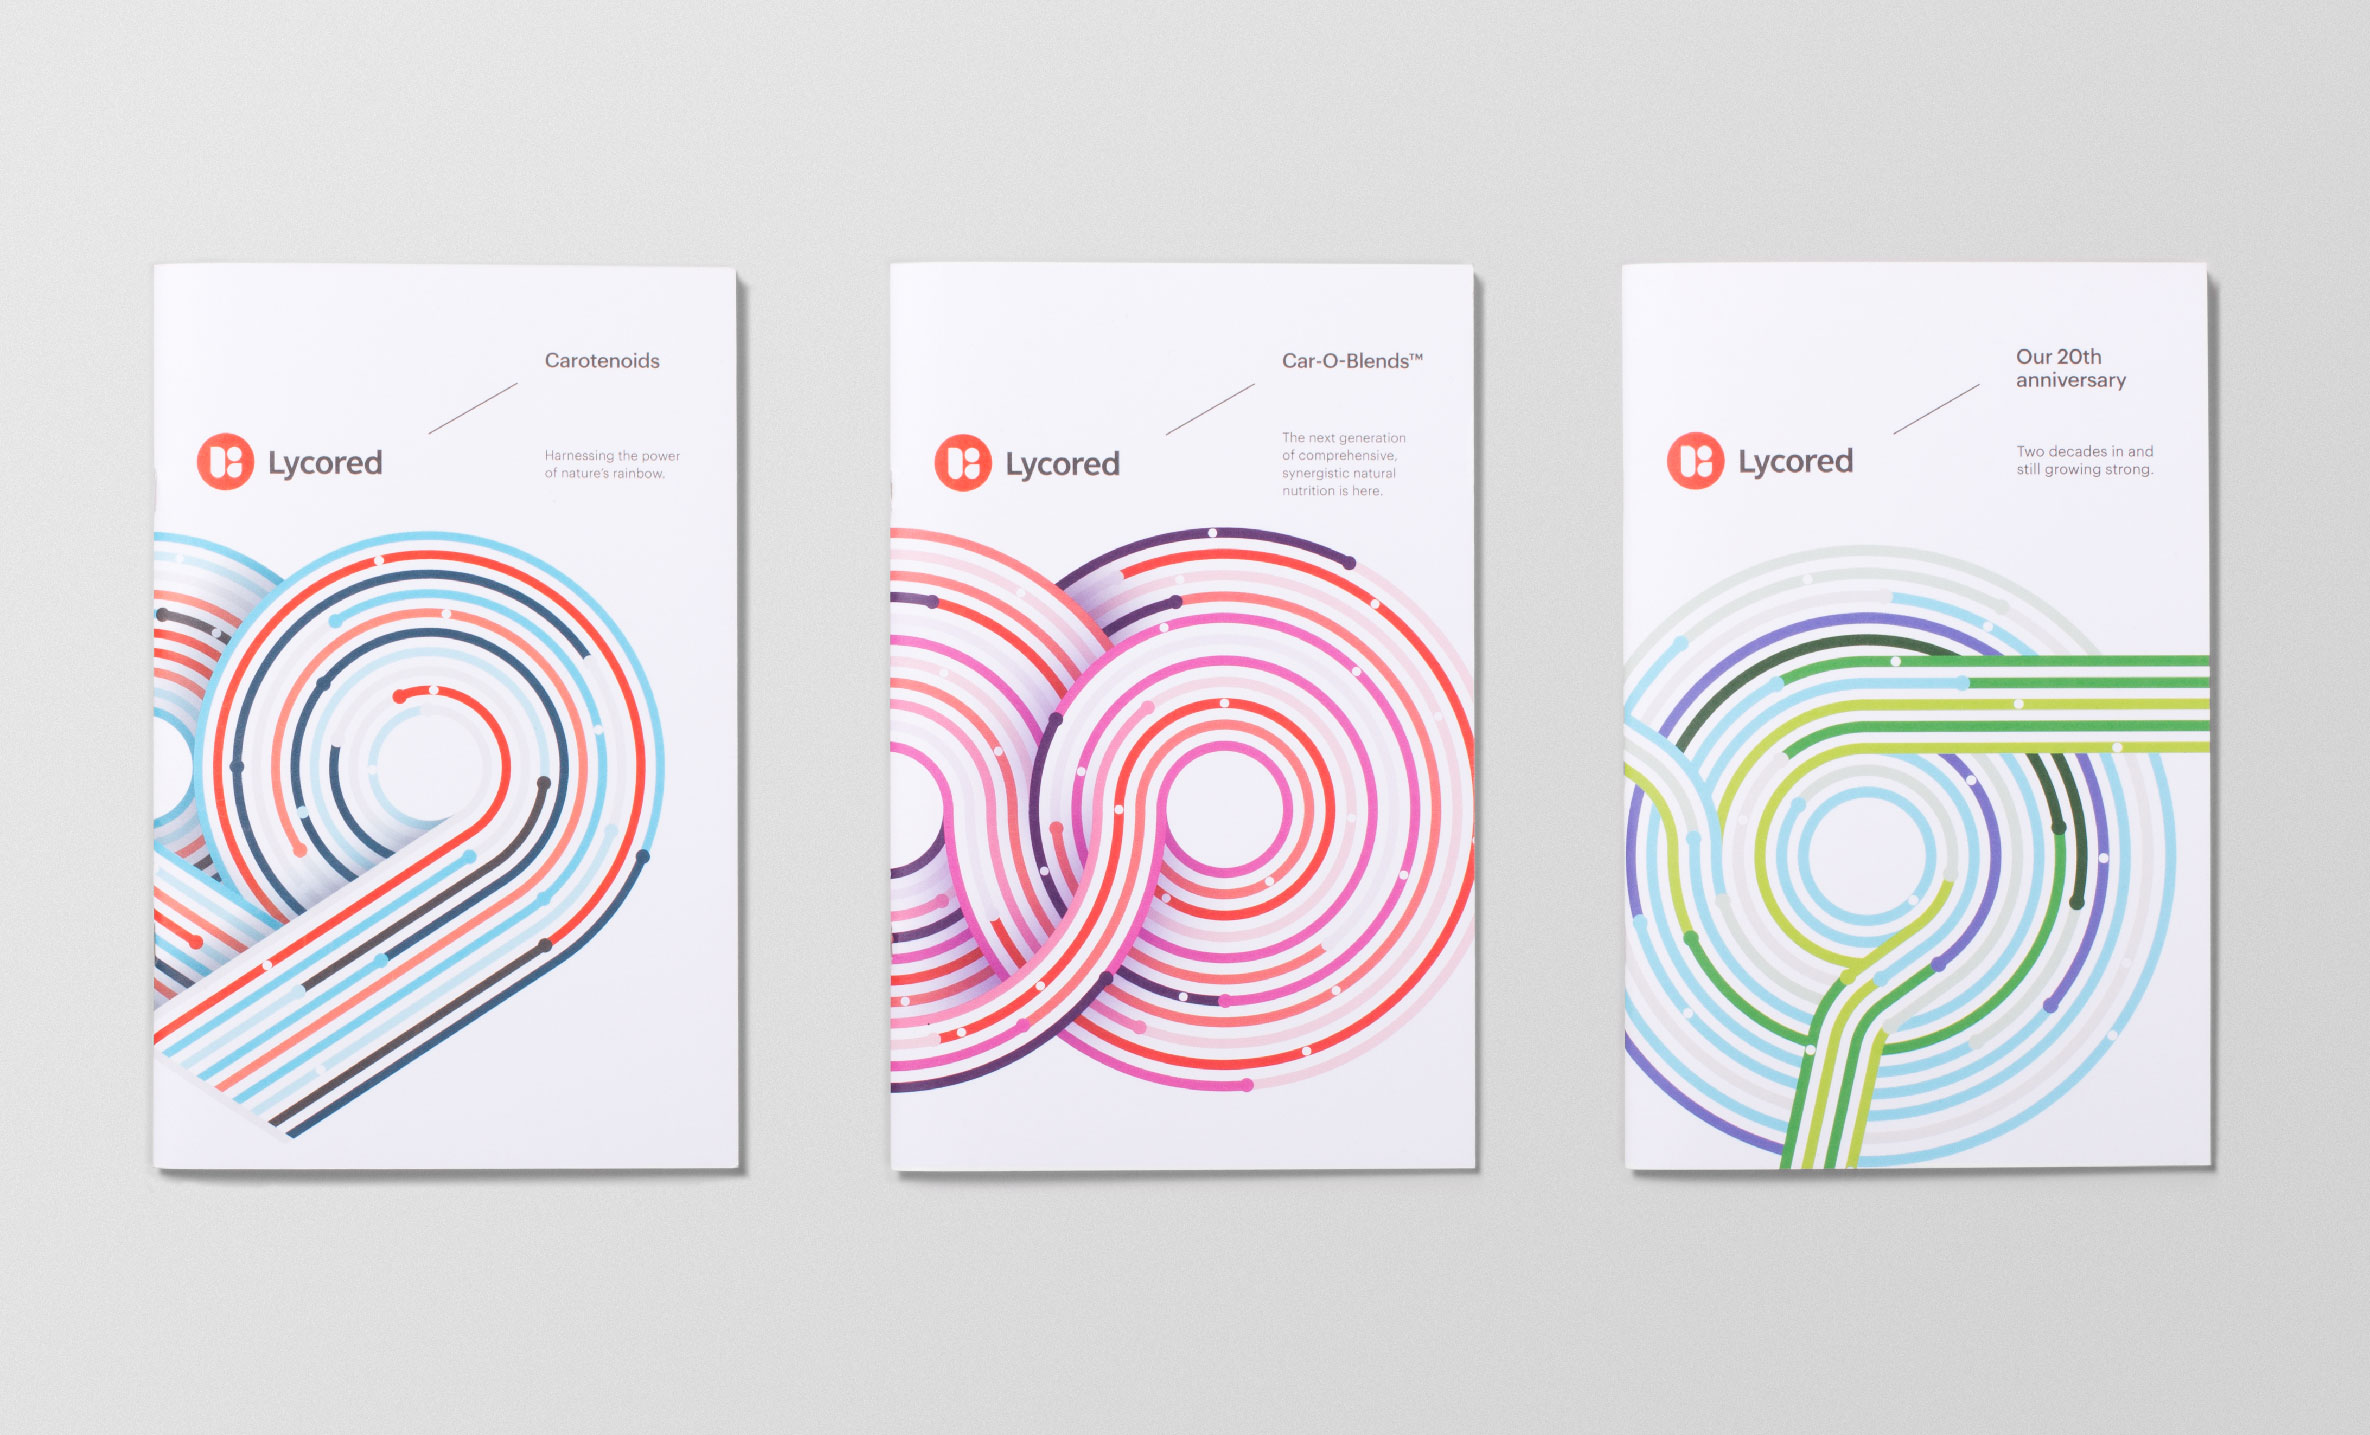 Carotenoids
Lycored
Harnessing the power
of nature's rainbow.
Car-O-Blends™
Lycored
The next generation
of comprehensive,
synergistic natural
nutrition is here.
Our 20th
anniversary
Lycored
Two decades in and
still growing strong.